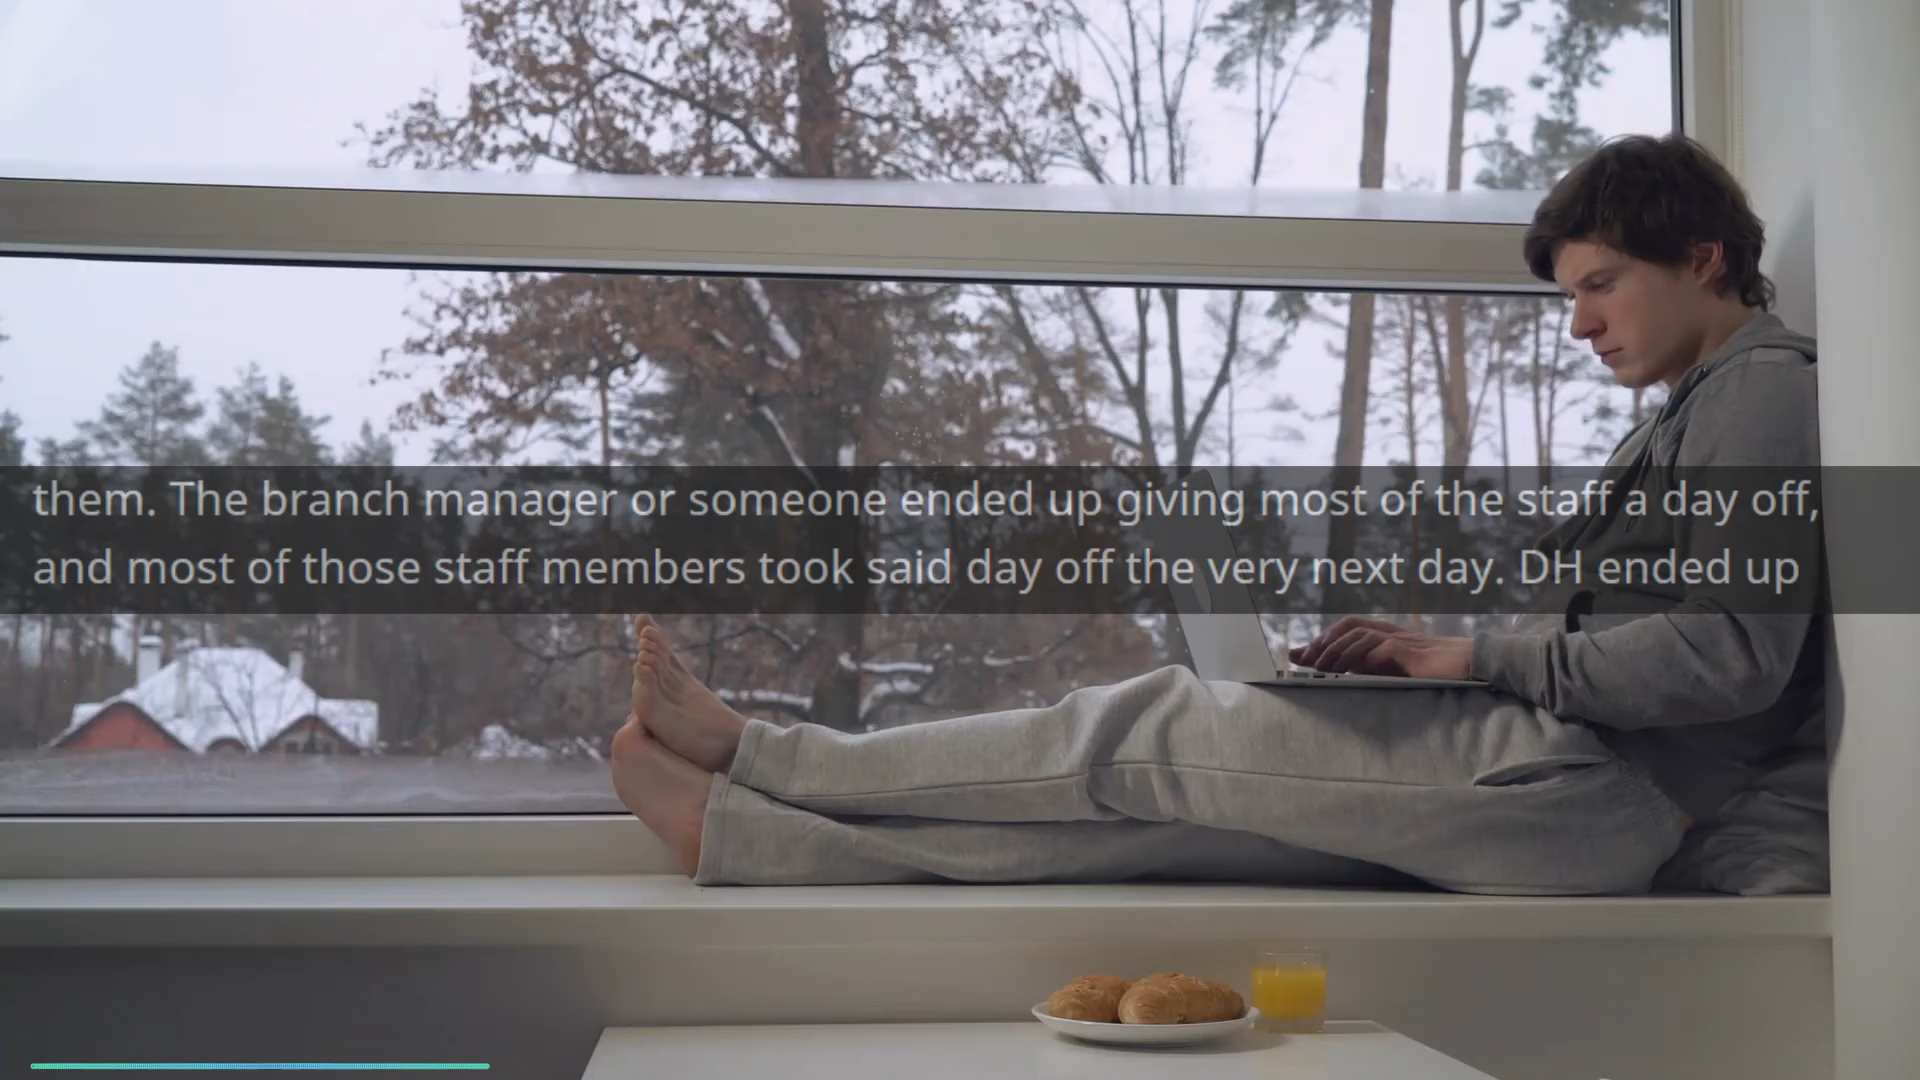 them. The branch manager or someone ended up giving most of the staff a day off,
and most of those staff members took said day off the very next day. DH ended up